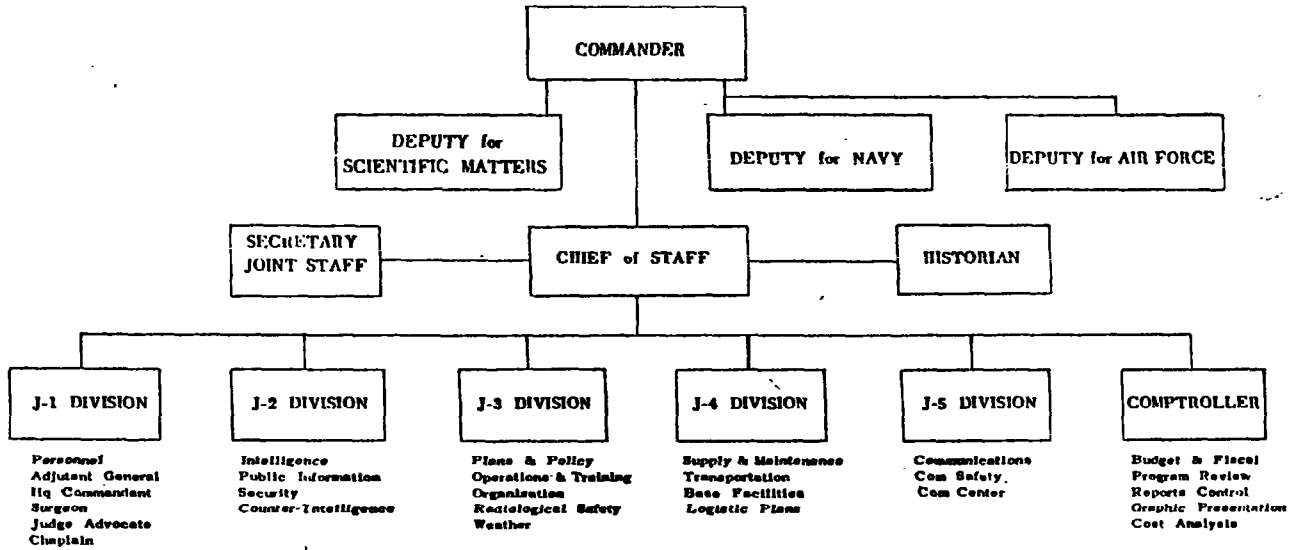 COMMANDER
DEPUTY for
SCIENTIFIC MATTERS
DEPUTY for NAVY
DEPUTY for AIR FORCE
SECRETARY
JOINT STAFF
CHIEF of STAFF
HISTORIAN
J-1 DIVISION
J-2 DIVISION
J-3 DIVISION
J-4 DIVISION
J-5 DIVISION
COMPTROLLER
Personnel
Adjutant General
Hq Commandant
Surgeon
Judge Advocate
Chaplain
Intelligence
Public Information
Security
Counter-Intelligence
Plans & Policy
Operations & Training
Organization
Radiological Safety
Weather
Supply & Maintenance
Transportation
Base Facilities
Logistic Plans
Communications
Com Safety
Com Center
Budget & Fiscal
Program Review
Reports Control
Graphic Presentation
Cost Analysis